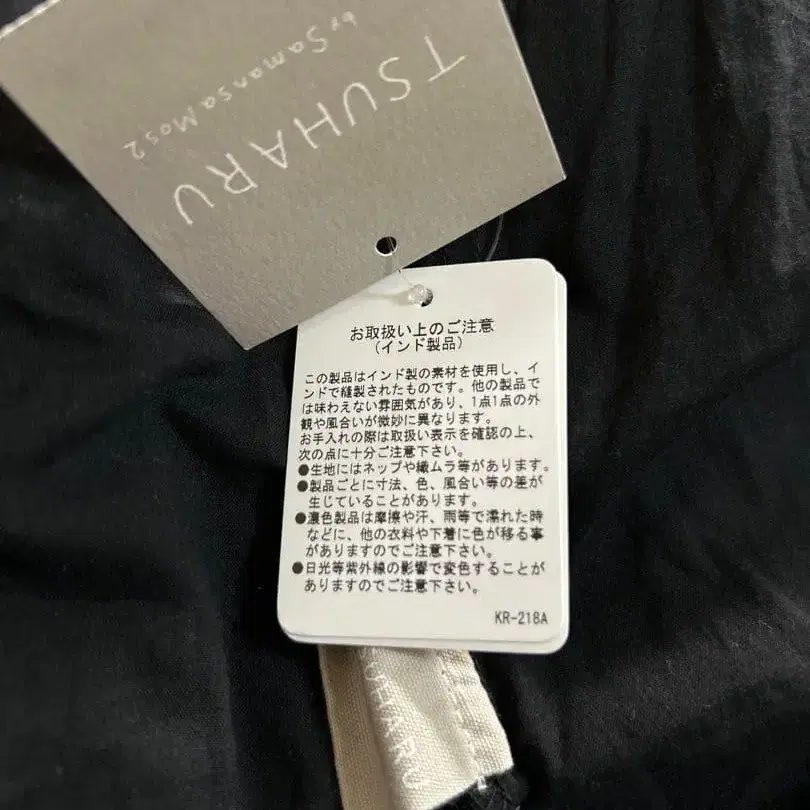 TSUHARU
by SamansaMos2
お取扱い上のご注意
(インド製品)
この製品はインド製の素材を使用し、イ
ンドで縫製されたものです。他の製品で
は味わえない雰囲気があり、1点1点の外
観や風合いが微妙に異なります。
お手入れの際は取扱い表示を確認の上、
次の点に十分ご注意下さい。
●生地にはネップや織ムラ等があります。
●製品ごとに寸法、色、風合い等の差が
生じていることがあります。
●濃色製品は摩擦や汗、雨等で濡れた時
などに、他の衣料や下着に色が移る事
がありますのでご注意下さい。
●日光等紫外線の影響で変色することが
ありますのでご注意下さい。
KR-218A
TSUHARU